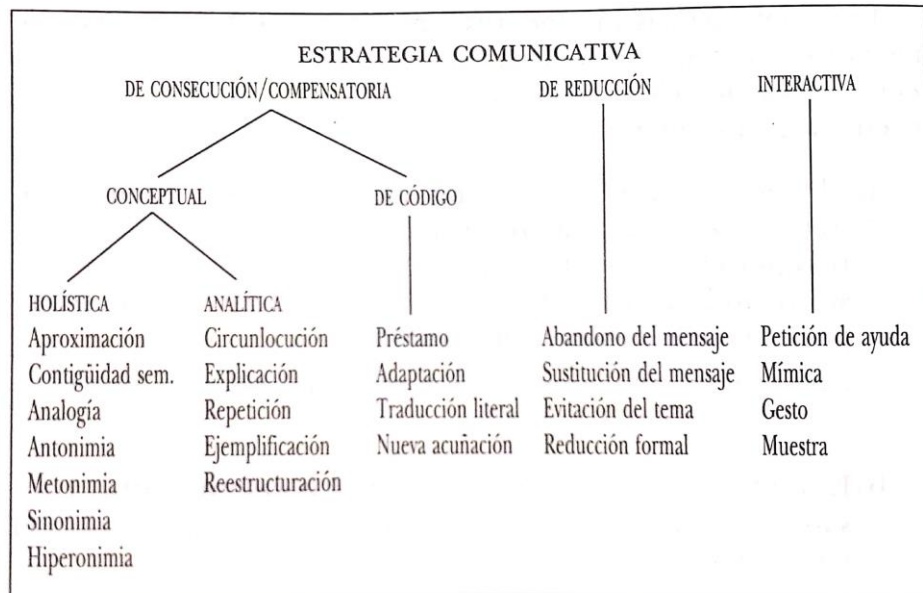 ESTRATEGIA COMUNICATIVA
DE CONSECUCIÓN/COMPENSATORIA DE REDUCCIÓN INTERACTIVA
CONCEPTUAL DE CÓDIGO
HOLÍSTICA ANALÍTICA
Aproximación Circunlocución Préstamo Abandono del mensaje Petición de ayuda
Contigüidad sem. Explicación Adaptación Sustitución del mensaje Mímica
Analogía Repetición Traducción literal Evitación del tema Gesto
Antonimia Ejemplificación Nueva acuñación Reducción formal Muestra
Metonimia Reestructuración
Sinonimia
Hiperonimia